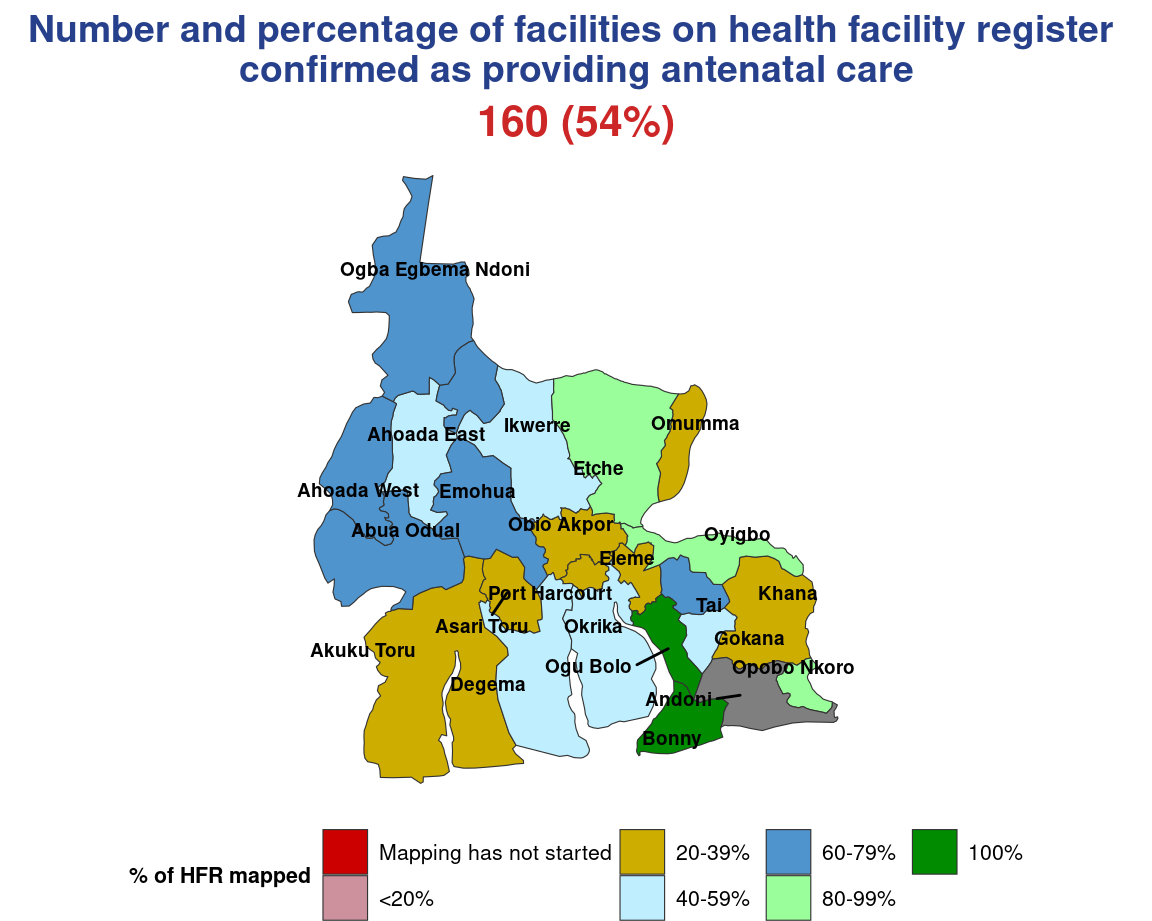 Number and percentage of facilities on health facility register
confirmed as providing antenatal care
160 (54%)
Ogba Egbema Ndoni
Omumma
Ikwerre
Ahoada East
Etche
Ahoada West
Emohua
Obio Akpor
Abua Odual
Oyigbo
Eleme
Port Harcourt
Khana
Tai
Asari Toru
Okrika
Gokana
Akuku Toru
Ogu Bolo
Opobo Nkoro
Degema
Andoni
Bonny
% of HFR mapped
Mapping has not started
<20%
20-39%
40-59%
60-79%
80-99%
100%